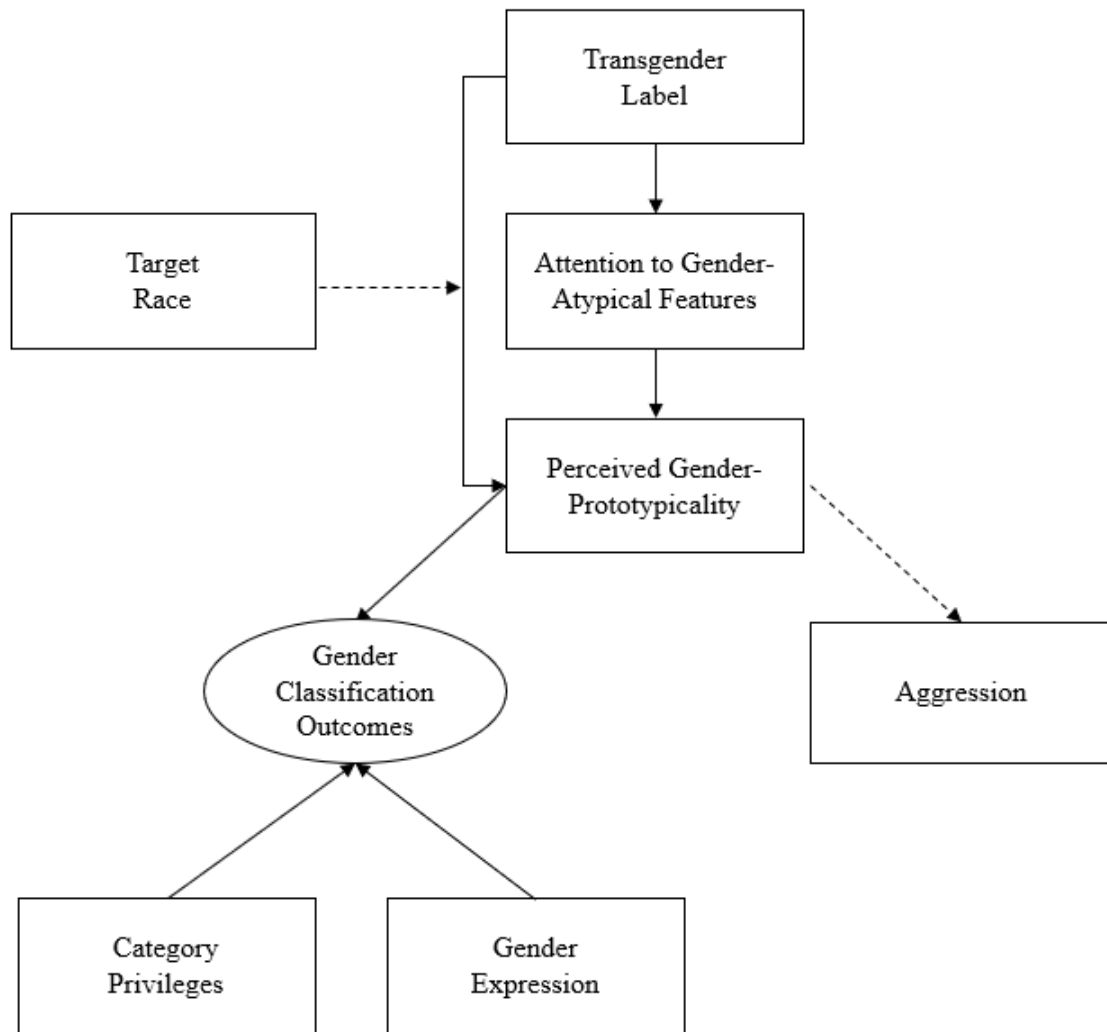 Transgender
Label
Target
Race
Attention to Gender-
Atypical Features
Perceived Gender-
Prototypicality
Gender
Classification
Outcomes
Aggression
Category
Privileges
Gender
Expression